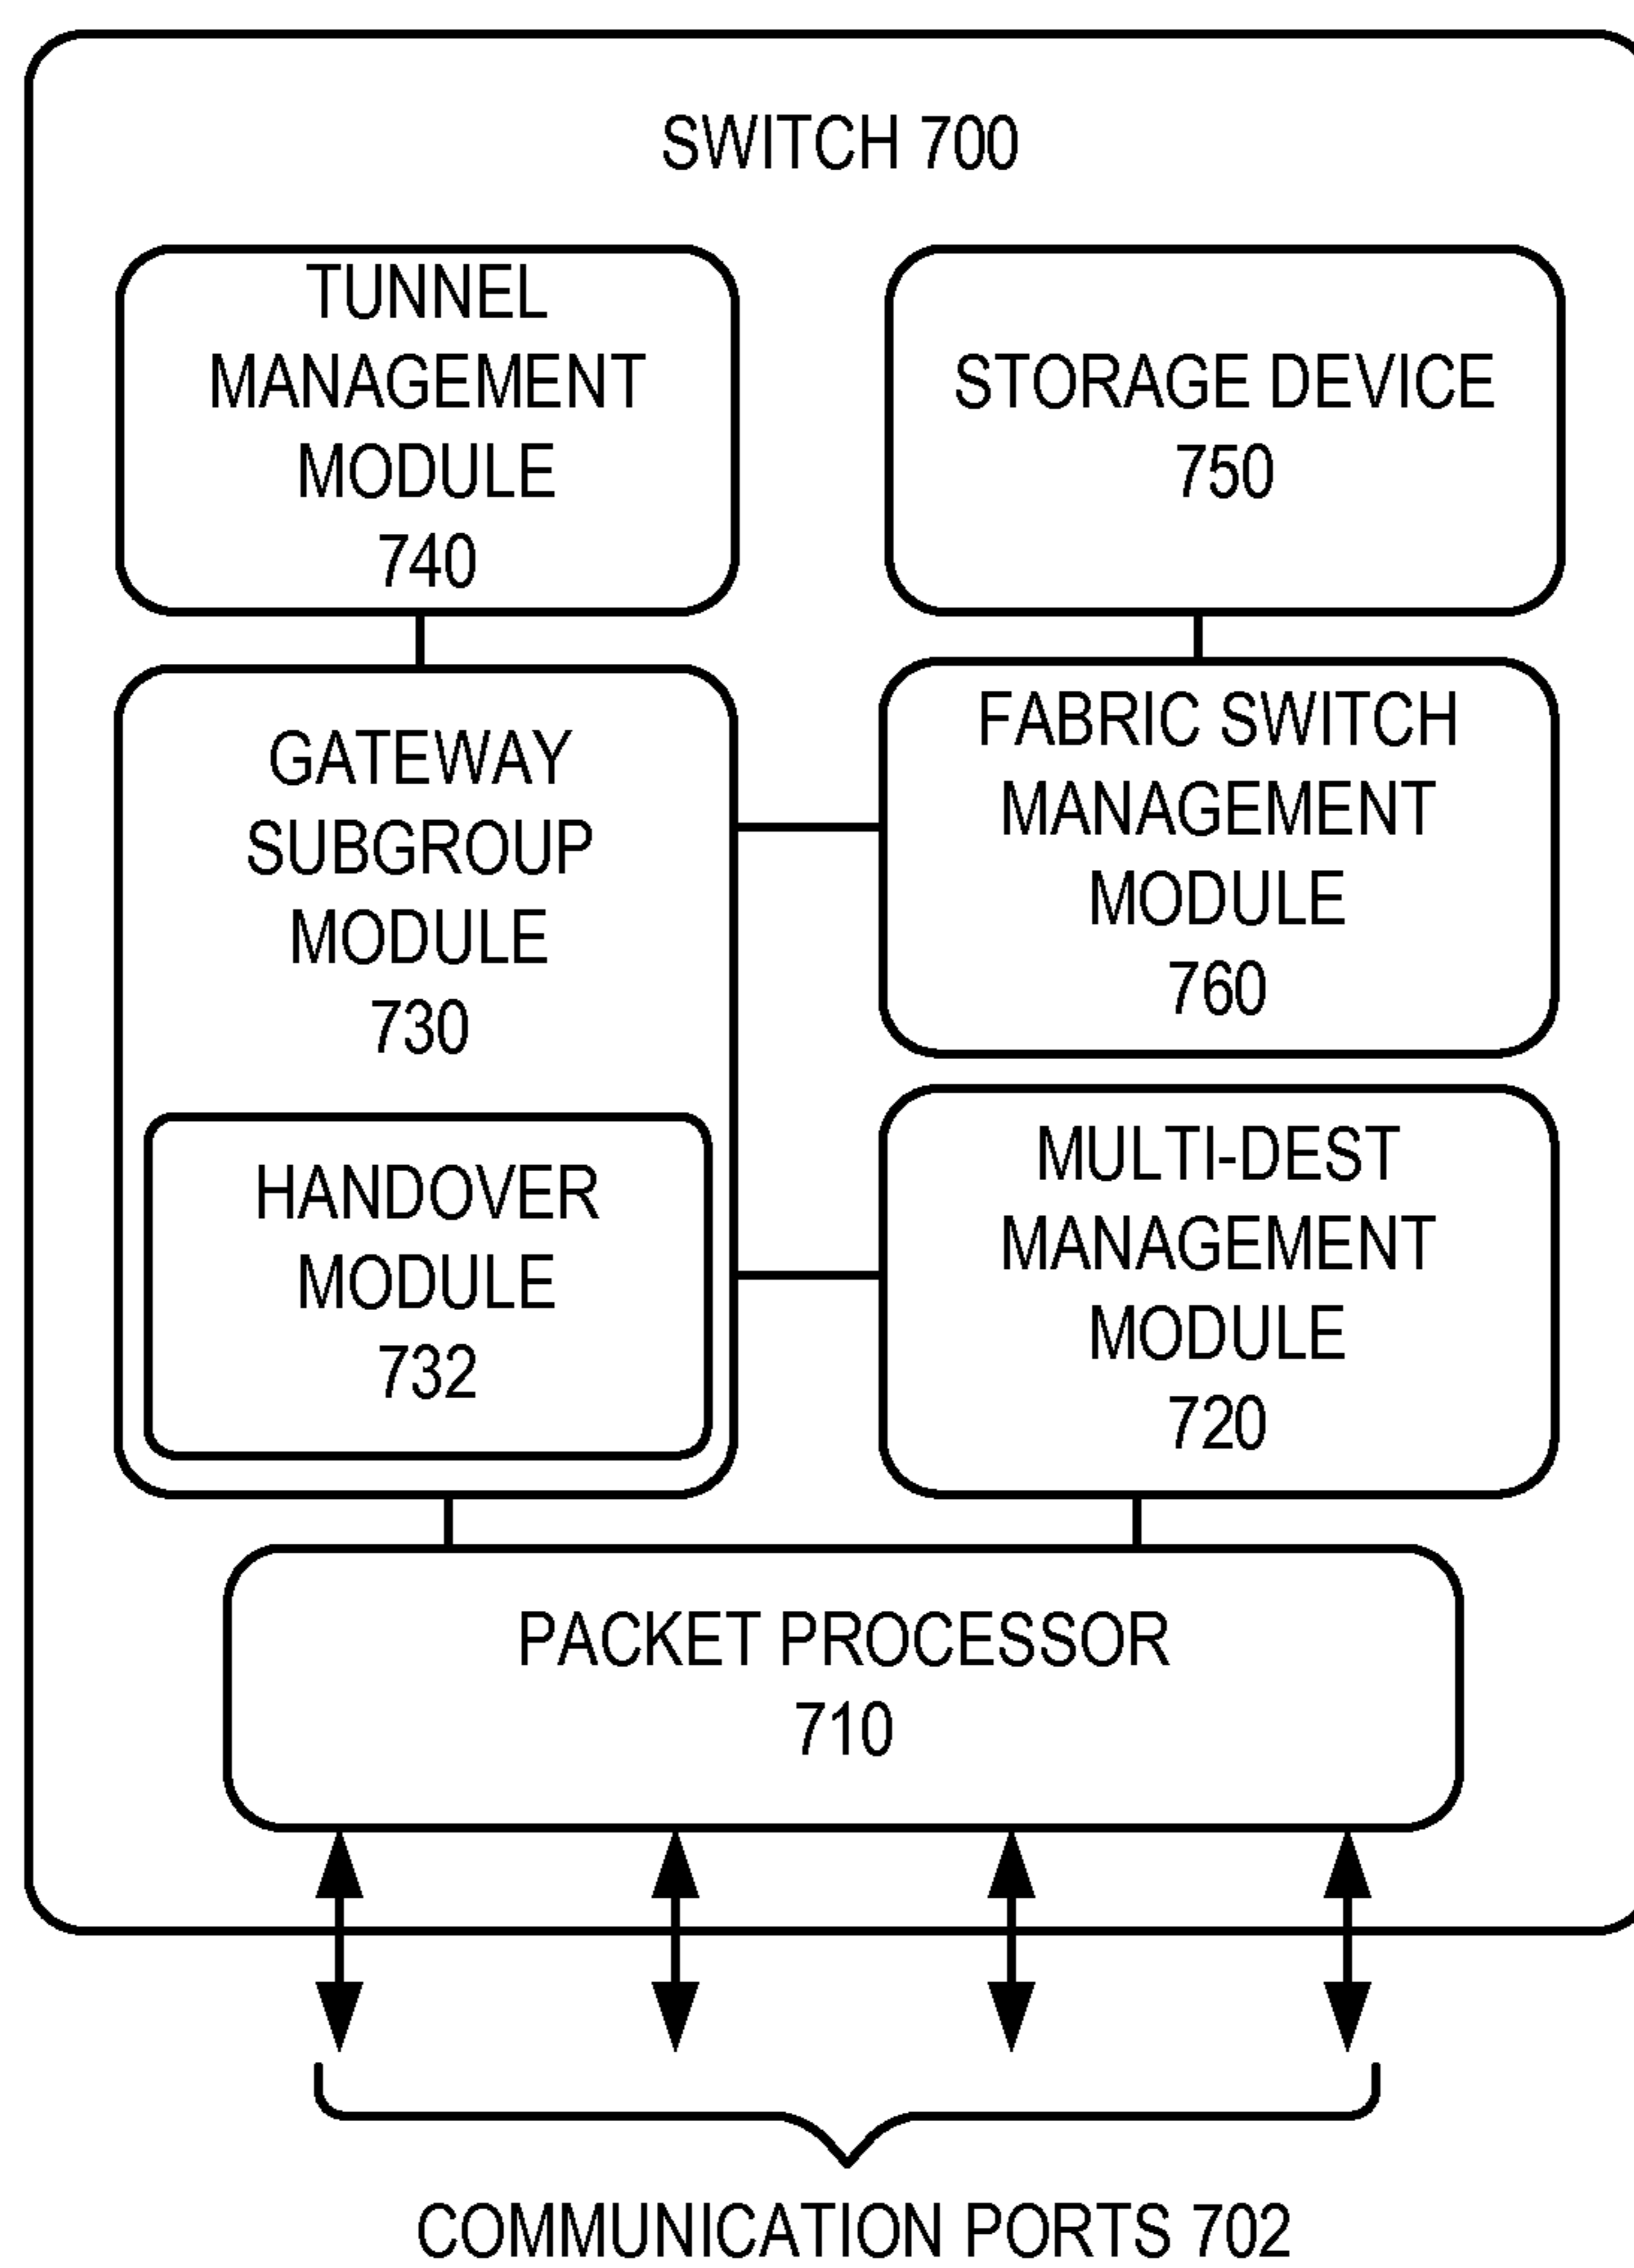 SWITCH 700
TUNNEL
MANAGEMENT
MODULE
740
STORAGE DEVICE
750
GATEWAY
SUBGROUP
MODULE
730
FABRIC SWITCH
MANAGEMENT
MODULE
760
HANDOVER
MODULE
732
MULTI-DEST
MANAGEMENT
MODULE
720
PACKET PROCESSOR
710
COMMUNICATION PORTS 702